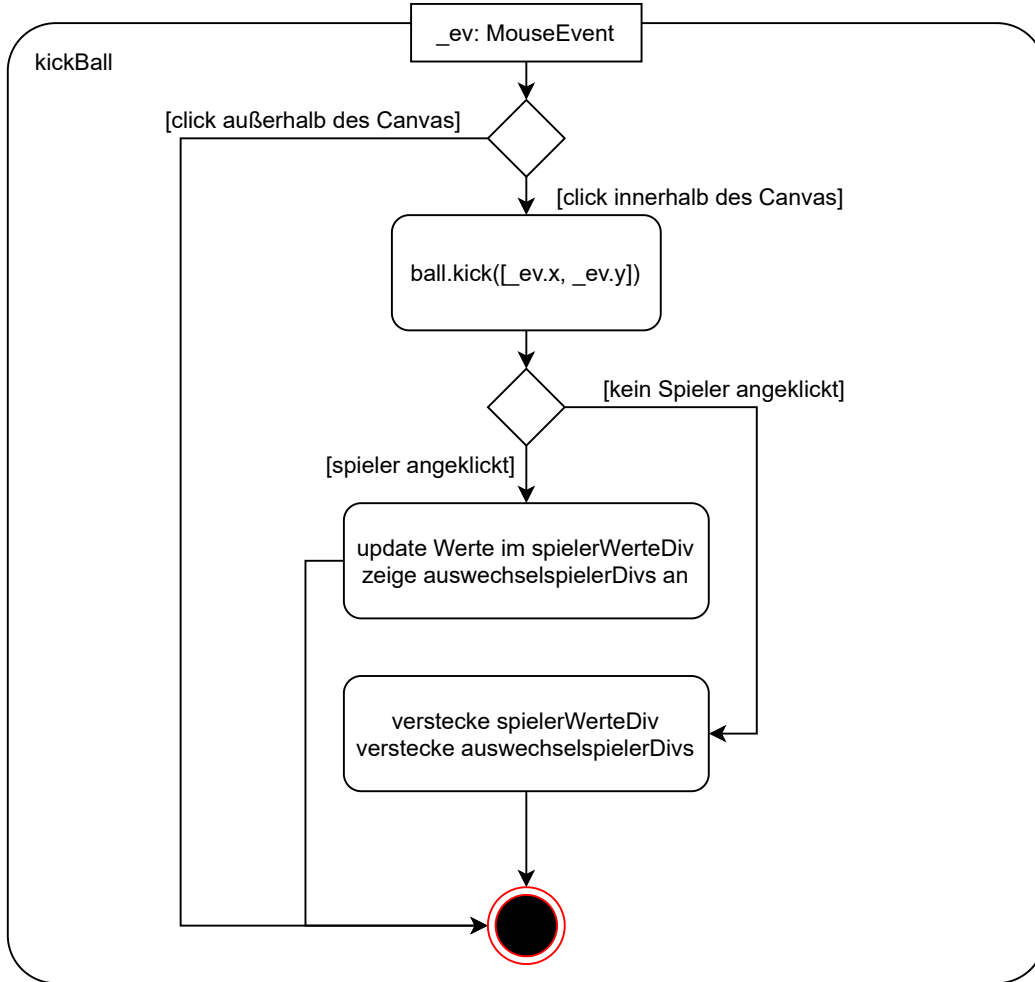 _ev: MouseEvent
kickBall
[click außerhalb des Canvas]
[click innerhalb des Canvas]
ball.kick([_ev.x, _ev.y])
[kein Spieler angeklickt]
[spieler angeklickt]
update Werte im spielerWerteDiv
zeige auswechselspielerDivs an
verstecke spielerWerteDiv
verstecke auswechselspielerDivs